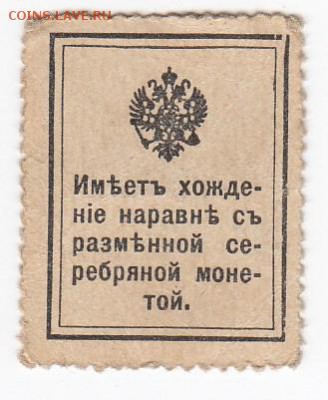 COINS.LAVE.RU
Имѣетъ хожде-
ніе наравнѣ съ
размѣнной се-
ребряной моне-
той.